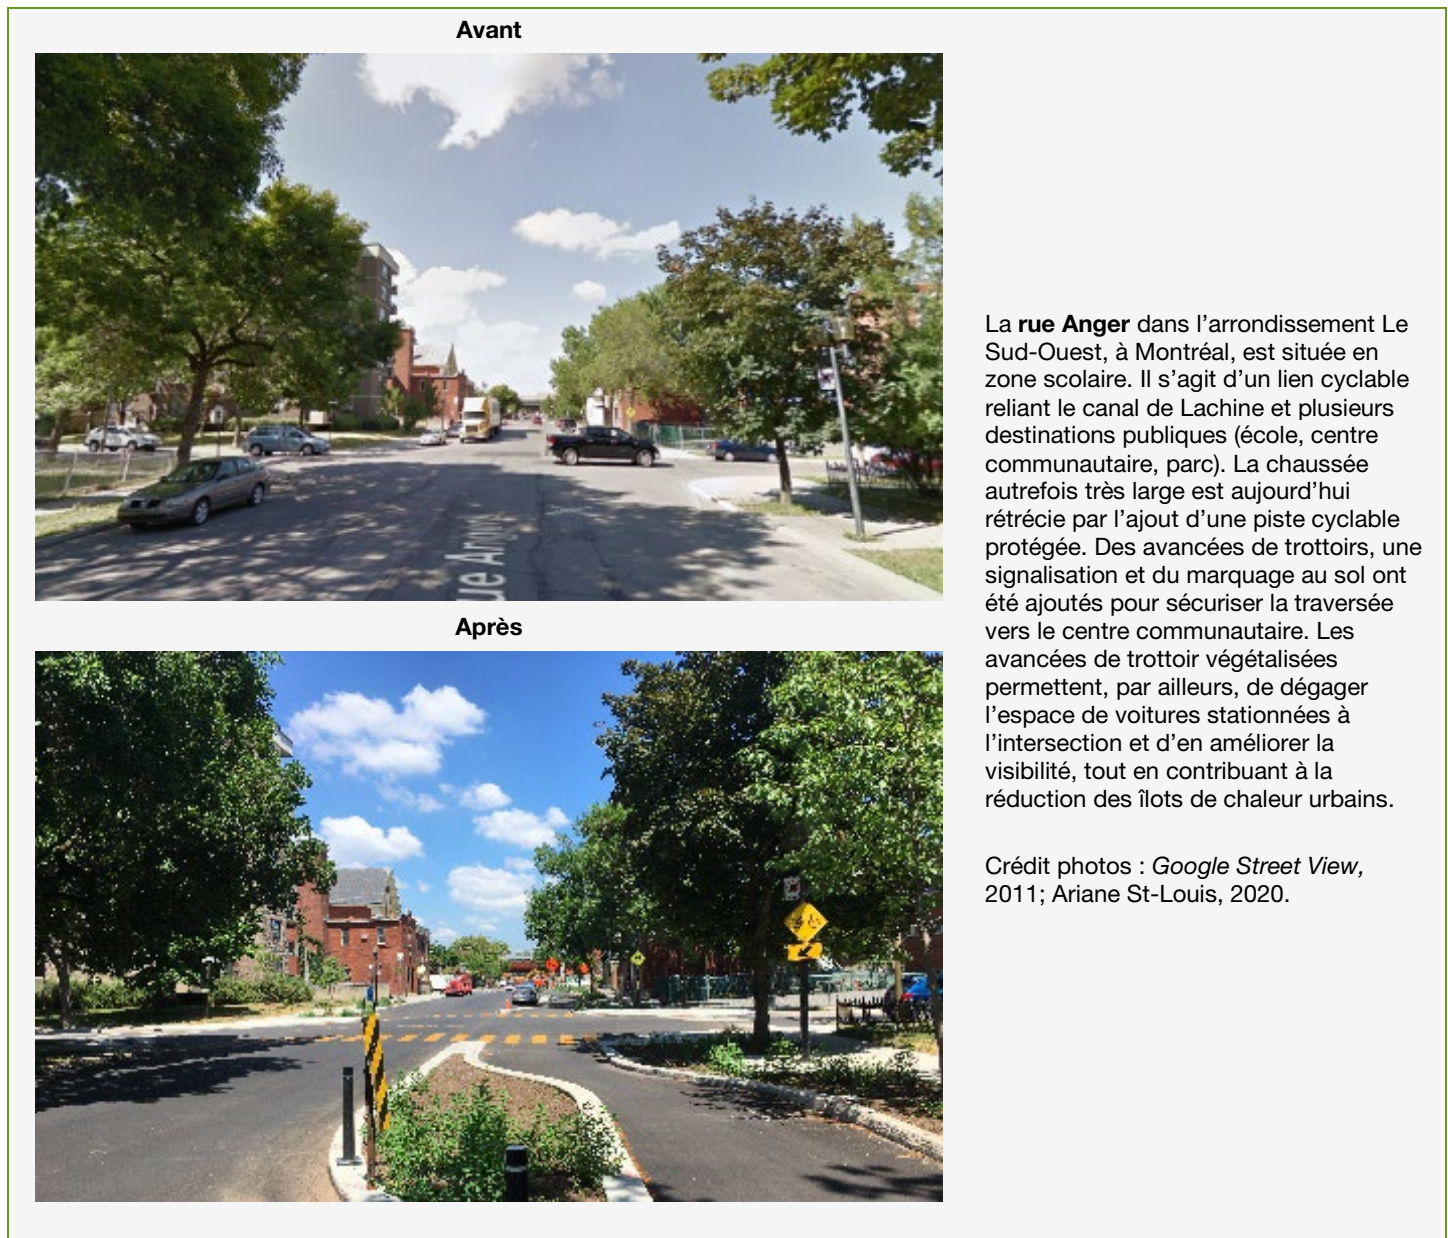 Avant
ue Ang
Après
La rue Anger dans l’arrondissement Le
Sud-Ouest, à Montréal, est située en
zone scolaire. Il s’agit d’un lien cyclable
reliant le canal de Lachine et plusieurs
destinations publiques (école, centre
communautaire, parc). La chaussée
autrefois très large est aujourd’hui
rétrécie par l’ajout d’une piste cyclable
protégée. Des avancées de trottoirs, une
signalisation et du marquage au sol ont
été ajoutés pour sécuriser la traversée
vers le centre communautaire. Les
avancées de trottoir végétalisées
permettent, par ailleurs, de dégager
l’espace de voitures stationnées à
l’intersection et d’en améliorer la
visibilité, tout en contribuant à la
réduction des îlots de chaleur urbains.
Crédit photos : Google Street View,
2011; Ariane St-Louis, 2020.